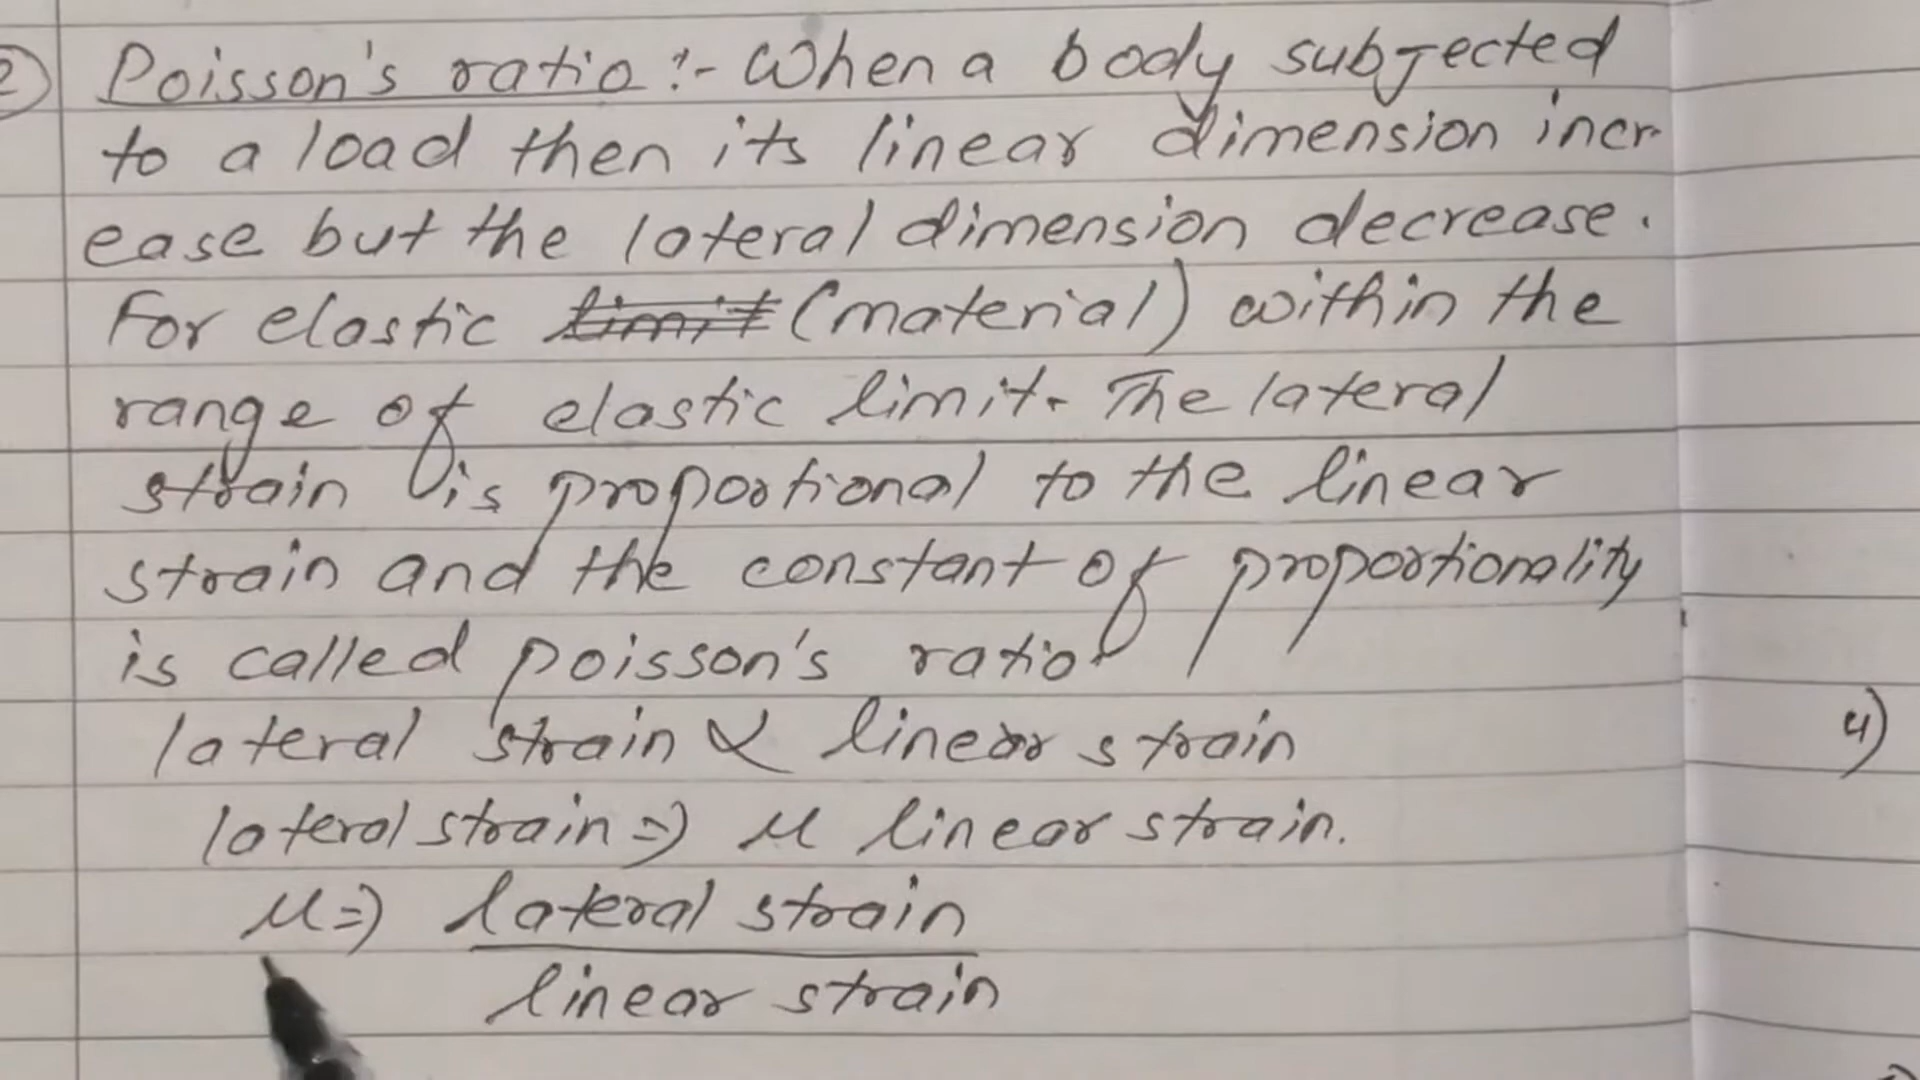 2 Poisson's ratio :- When a body subjected
to a load then its linear dimension incr-
ease but the lateral dimension decrease.
For elastic limit (material) within the
range of elastic limit. The lateral
strain is proportional to the linear
strain and the constant of proportionality
is called poisson's ratio
lateral strain ∝ linear strain
lateral strain => μ linear strain.
μ => lateral strain
linear strain
4)